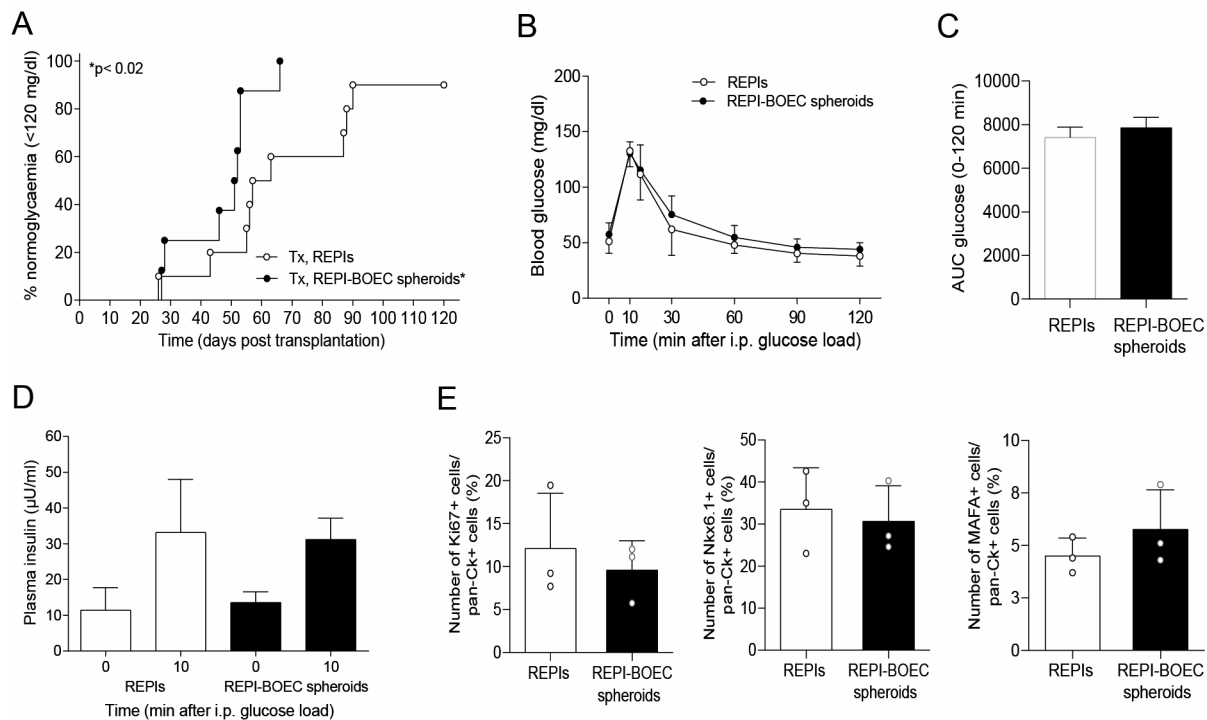 A
% normoglycaemia (<120 mg/dl)
100
80
60
40
20
0
*p< 0.02
Tx, REPIs
Tx, REPI-BOEC spheroids*
0 10 20 30 40 50 60 70 80 90 100 110 120
Time (days post transplantation)
B
Blood glucose (mg/dl)
200
150
100
50
0
REPIs
REPI-BOEC spheroids
0 10 30 60 90 120
Time (min after i.p. glucose load)
C
AUC glucose (0-120 min)
10000
8000
6000
4000
2000
0
REPIs
REPI-BOEC
spheroids
D
Plasma insulin (µU/ml)
60
50
40
30
20
10
0
0 10 0 10
REPIs REPI-BOEC spheroids
Time (min after i.p. glucose load)
E
Number of Ki67+ cells/
pan-Ck+ cells (%)
25
20
15
10
5
0
REPIs
REPI-BOEC
spheroids
Number of Nkx6.1+ cells/
pan-Ck+ cells (%)
50
40
30
20
10
0
REPIs
REPI-BOEC
spheroids
Number of MAFA+ cells/
pan-Ck+ cells (%)
10
8
5
3
0
REPIs
REPI-BOEC
spheroids